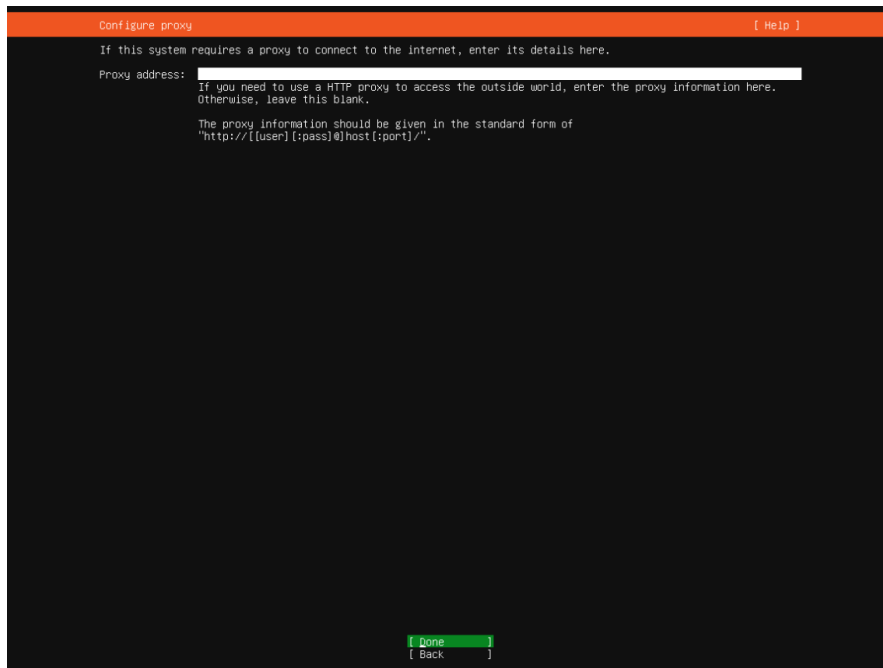 Configure proxy [ Help ]
If this system requires a proxy to connect to the internet, enter its details here.
Proxy address:
If you need to use a HTTP proxy to access the outside world, enter the proxy information here.
Otherwise, leave this blank.
The proxy information should be given in the standard form of
"http://[[user][:pass]@]host[:port]/".
[ Done ]
[ Back ]